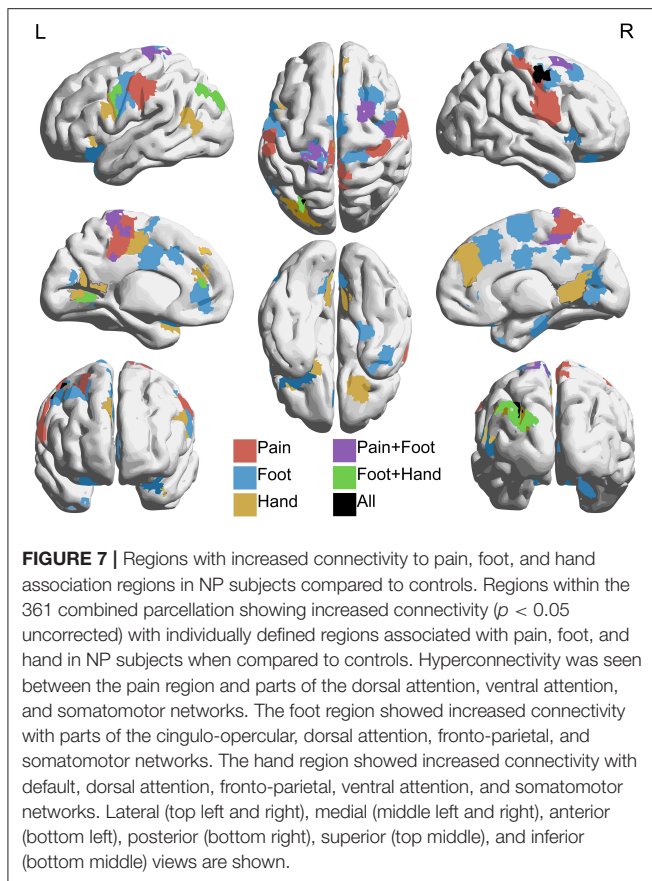 L
R
Pain
Pain+Foot
Foot
Foot+Hand
Hand
All
FIGURE 7 | Regions with increased connectivity to pain, foot, and hand
association regions in NP subjects compared to controls. Regions within the
361 combined parcellation showing increased connectivity (p < 0.05
uncorrected) with individually defined regions associated with pain, foot, and
hand in NP subjects when compared to controls. Hyperconnectivity was seen
between the pain region and parts of the dorsal attention, ventral attention,
and somatomotor networks. The foot region showed increased connectivity
with parts of the cingulo-opercular, dorsal attention, fronto-parietal, and
somatomotor networks. The hand region showed increased connectivity with
default, dorsal attention, fronto-parietal, ventral attention, and somatomotor
networks. Lateral (top left and right), medial (middle left and right), anterior
(bottom left), posterior (bottom right), superior (top middle), and inferior
(bottom middle) views are shown.